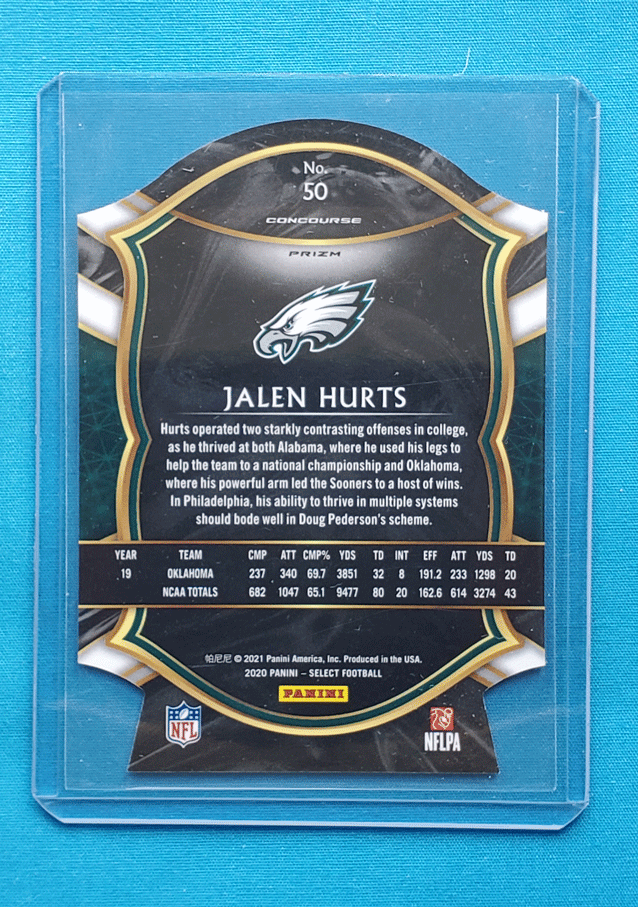 No.
50
CONCOURSE
PRIZM
JALEN HURTS
Hurts operated two starkly contrasting offenses in college,
as he thrived at both Alabama, where he used his legs to
help the team to a national championship and Oklahoma,
where his powerful arm led the Sooners to a host of wins.
In Philadelphia, his ability to thrive in multiple systems
should bode well in Doug Pederson's scheme.
YEAR TEAM CMP ATT CMP% YDS TD INT EFF ATT YDS TD
19 OKLAHOMA 237 340 69.7 3851 32 8 191.2 233 1298 20
NCAA TOTALS 682 1047 65.1 9477 80 20 162.6 614 3274 43
帕尼尼 © 2021 Panini America, Inc. Produced in the USA.
2020 PANINI – SELECT FOOTBALL
PANINI
NFL
NFLPA